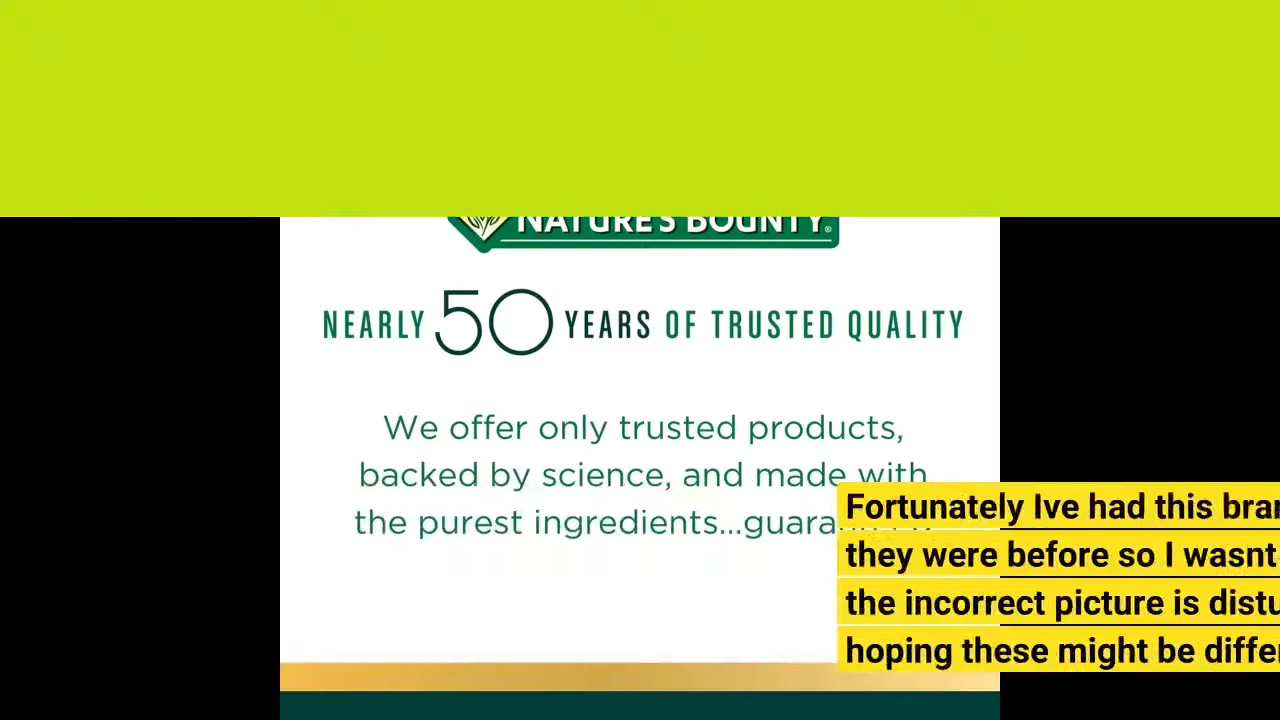 NATURE'S BOUNTY®
NEARLY 50 YEARS OF TRUSTED QUALITY
We offer only trusted products,
backed by science, and made with
the purest ingredients...
Fortunately Ive had this
they were before so I wasnt
the incorrect picture is
hoping these might be